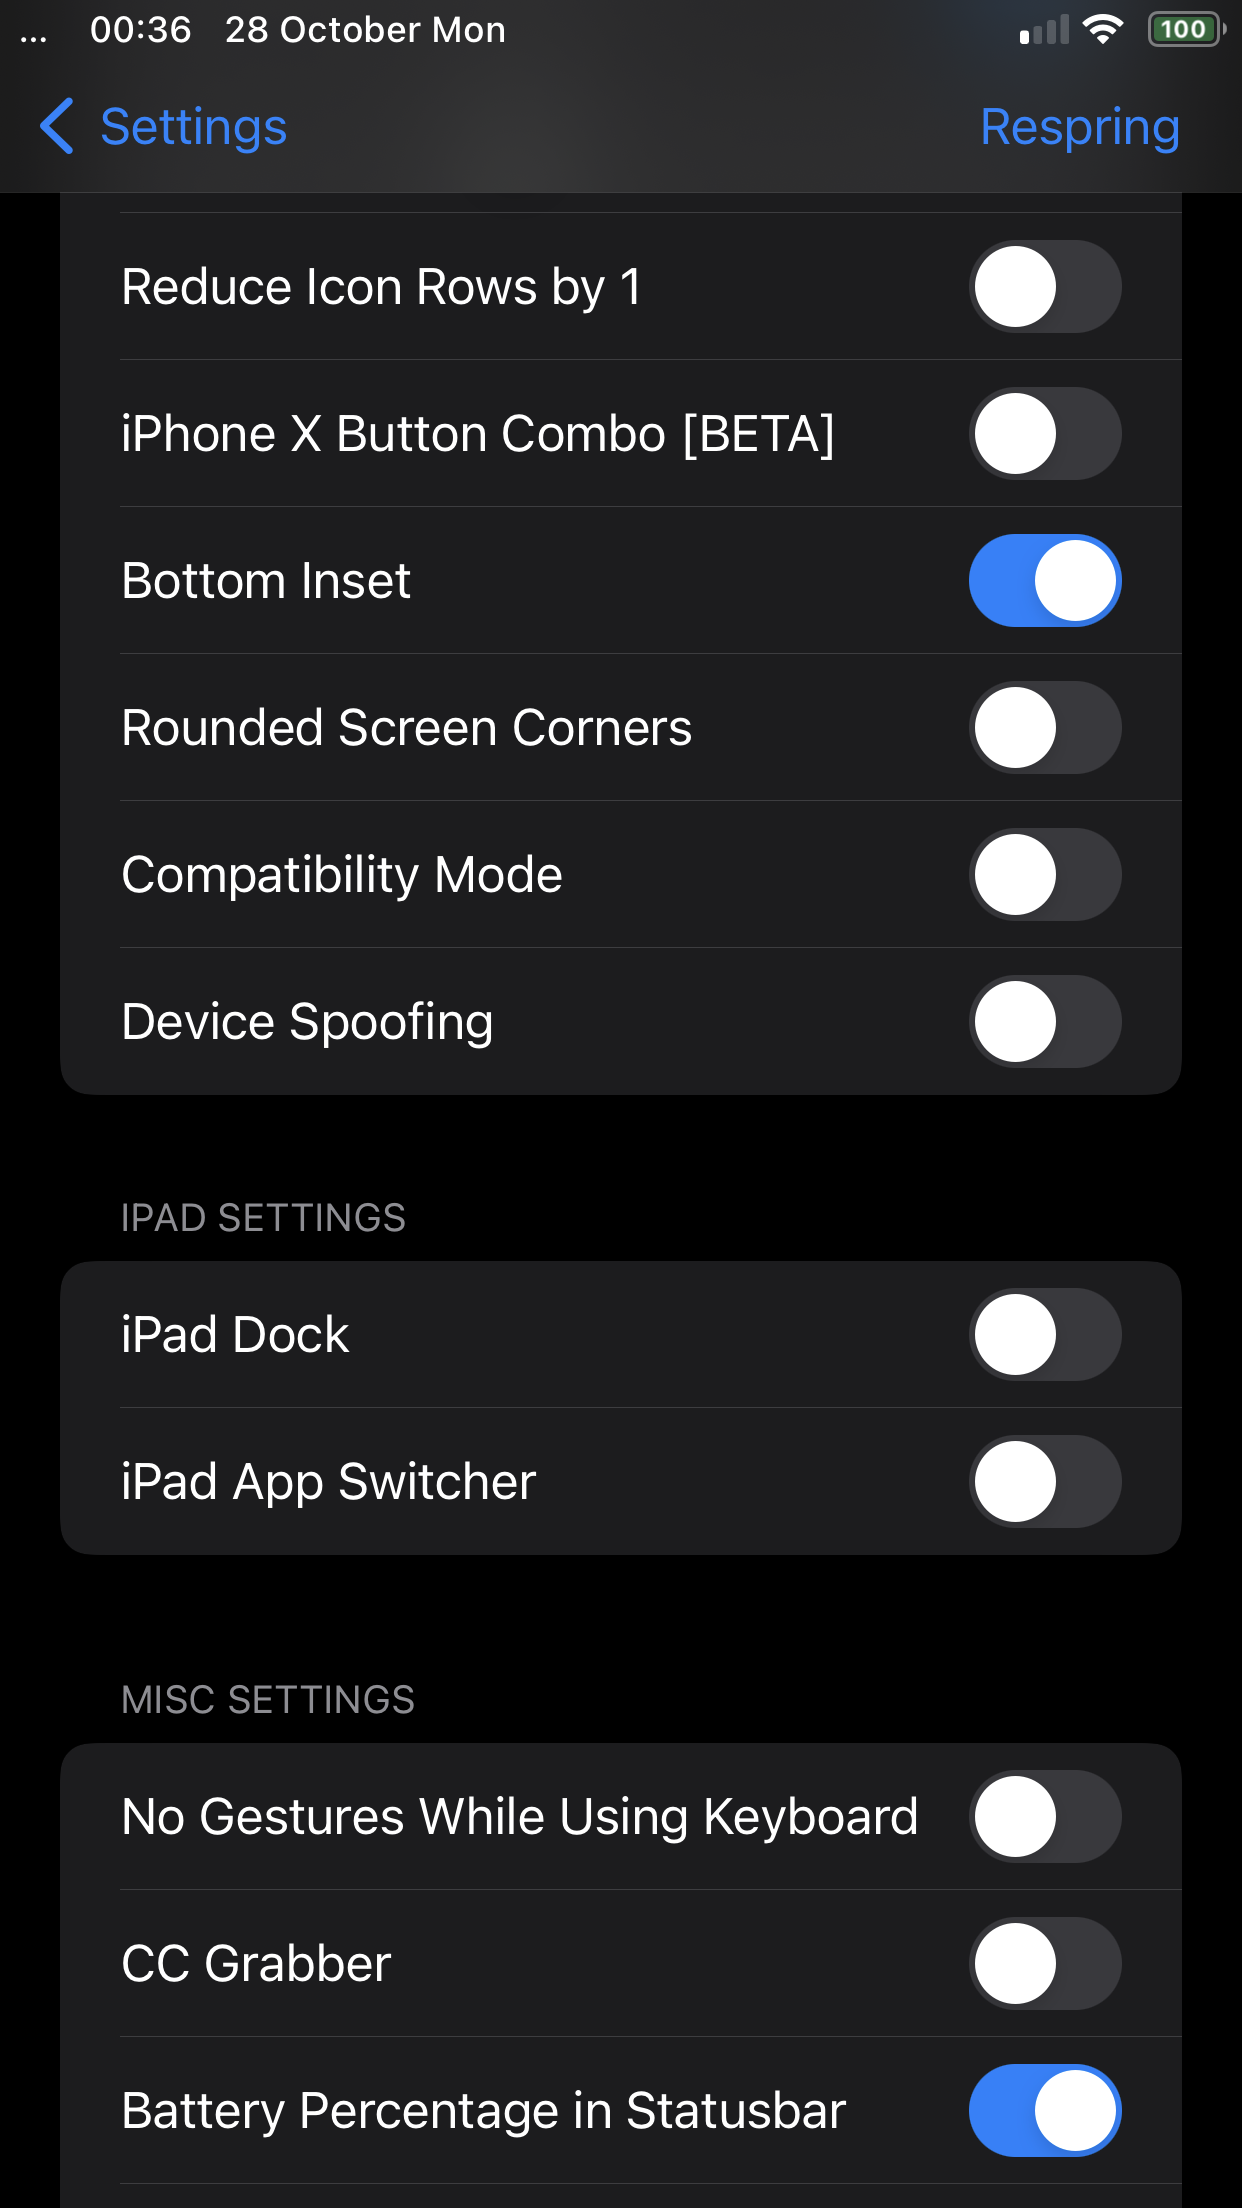 ... 00:36 28 October Mon 100
Settings Respring
Reduce Icon Rows by 1
iPhone X Button Combo [BETA]
Bottom Inset
Rounded Screen Corners
Compatibility Mode
Device Spoofing
IPAD SETTINGS
iPad Dock
iPad App Switcher
MISC SETTINGS
No Gestures While Using Keyboard
CC Grabber
Battery Percentage in Statusbar